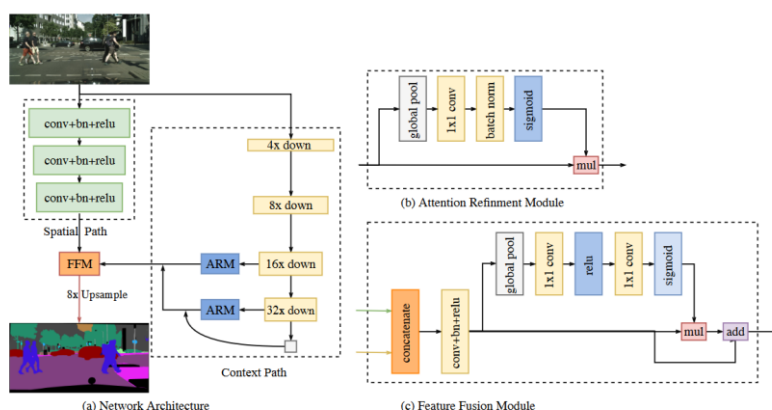 conv+bn+relu
conv+bn+relu
conv+bn+relu
Spatial Path
FFM
8x Upsample
4x down
8x down
ARM
16x down
ARM
32x down
Context Path
(a) Network Architecture
global pool
1x1 conv
batch norm
sigmoid
mul
(b) Attention Refinment Module
concatenate
conv+bn+relu
global pool
1x1 conv
relu
1x1 conv
sigmoid
mul
add
(c) Feature Fusion Module